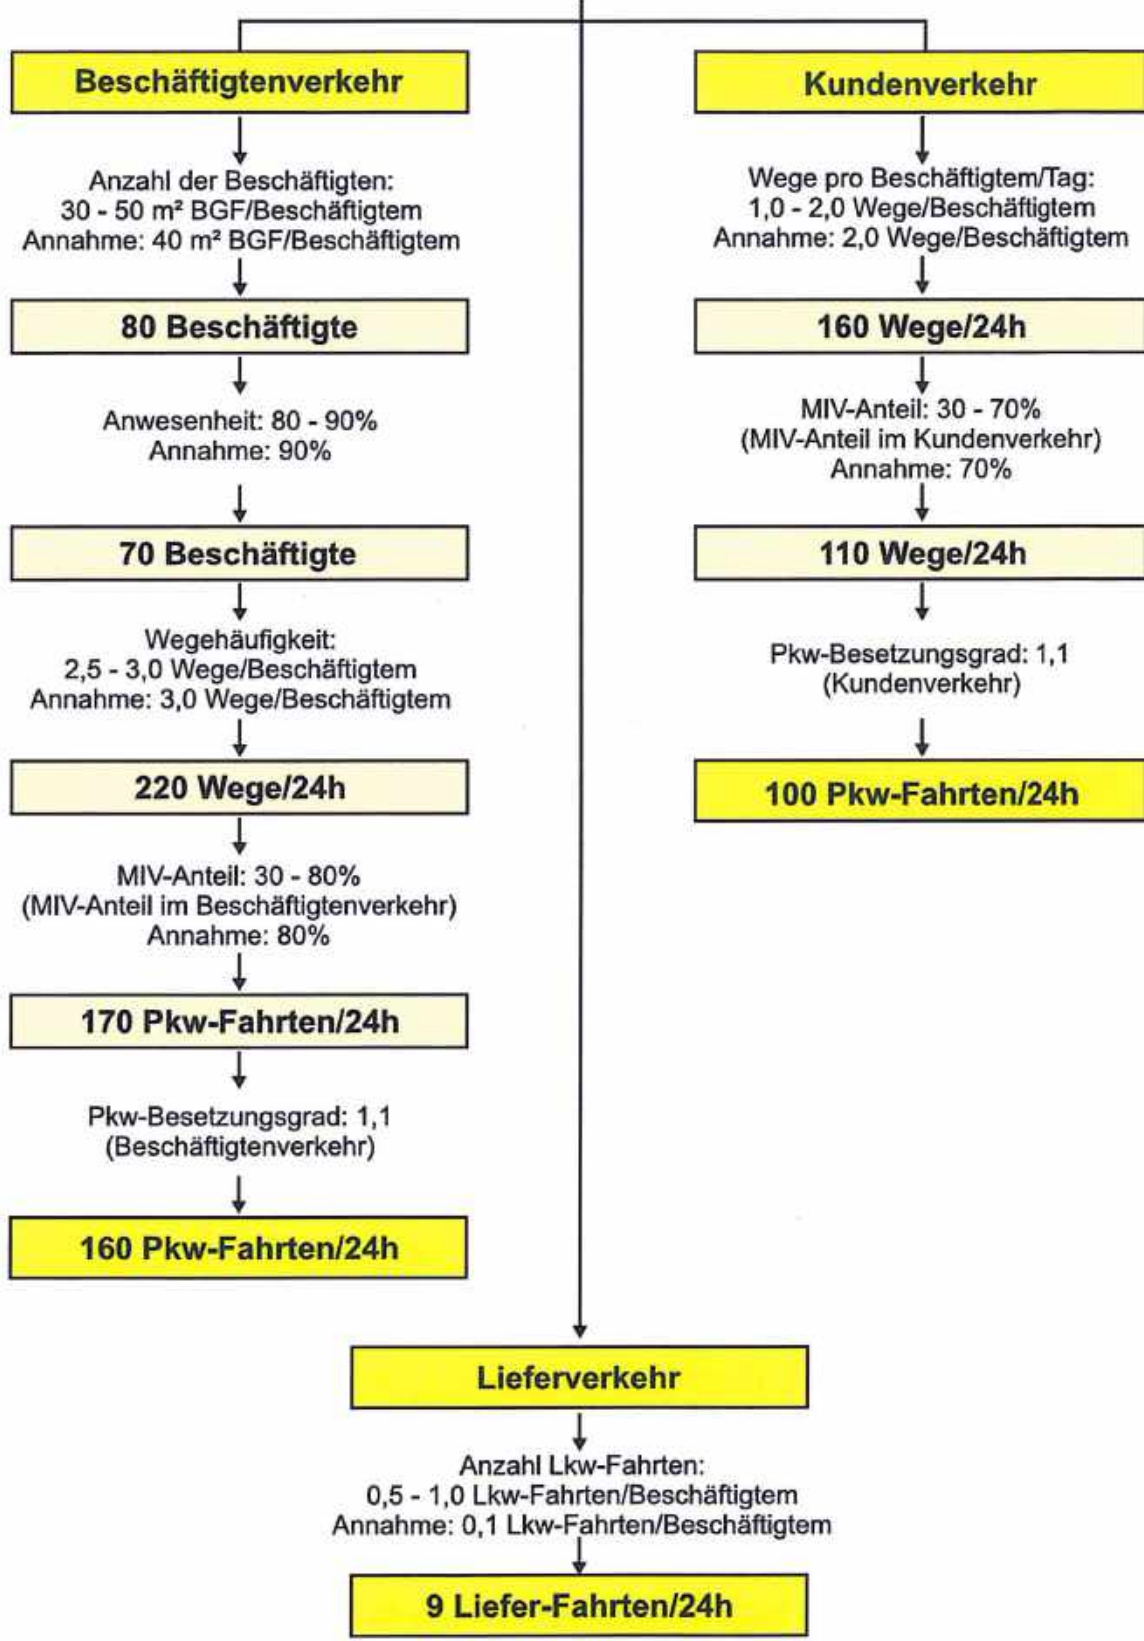 Beschäftigtenverkehr
Anzahl der Beschäftigten:
30 - 50 m² BGF/Beschäftigtem
Annahme: 40 m² BGF/Beschäftigtem
80 Beschäftigte
Anwesenheit: 80 - 90%
Annahme: 90%
70 Beschäftigte
Wegehäufigkeit:
2,5 - 3,0 Wege/Beschäftigtem
Annahme: 3,0 Wege/Beschäftigtem
220 Wege/24h
MIV-Anteil: 30 - 80%
(MIV-Anteil im Beschäftigtenverkehr)
Annahme: 80%
170 Pkw-Fahrten/24h
Pkw-Besetzungsgrad: 1,1
(Beschäftigtenverkehr)
160 Pkw-Fahrten/24h
Kundenverkehr
Wege pro Beschäftigtem/Tag:
1,0 - 2,0 Wege/Beschäftigtem
Annahme: 2,0 Wege/Beschäftigtem
160 Wege/24h
MIV-Anteil: 30 - 70%
(MIV-Anteil im Kundenverkehr)
Annahme: 70%
110 Wege/24h
Pkw-Besetzungsgrad: 1,1
(Kundenverkehr)
100 Pkw-Fahrten/24h
Lieferverkehr
Anzahl Lkw-Fahrten:
0,5 - 1,0 Lkw-Fahrten/Beschäftigtem
Annahme: 0,1 Lkw-Fahrten/Beschäftigtem
9 Liefer-Fahrten/24h